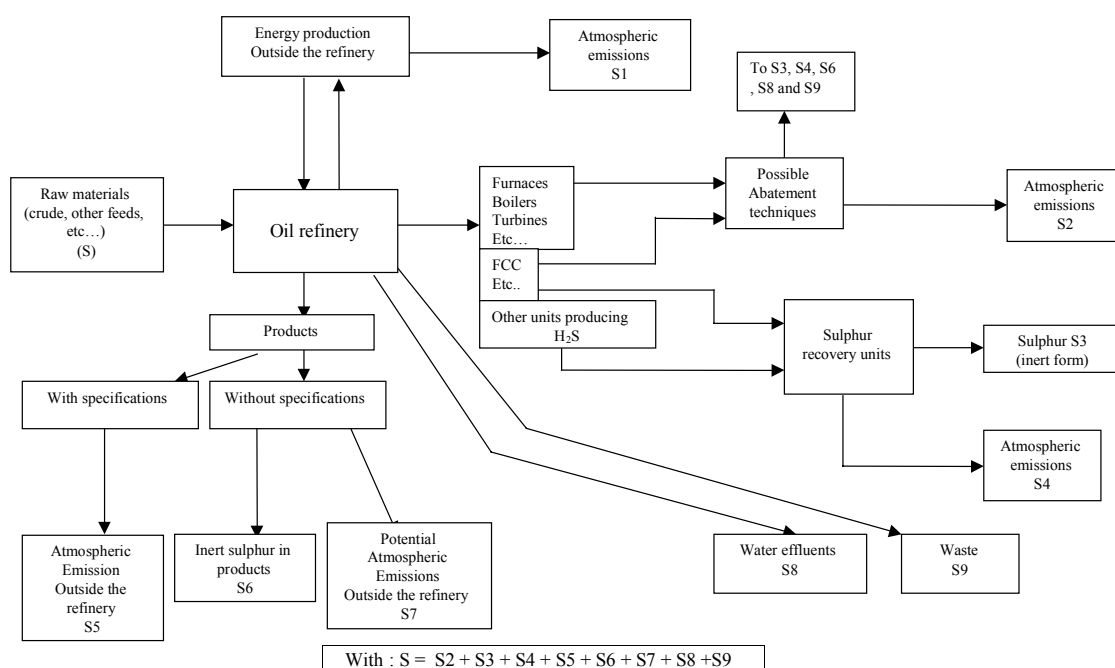 Energy production
Outside the refinery
Atmospheric
emissions
S1
To S3, S4, S6
, S8 and S9
Raw materials
(crude, other feeds,
etc…)
(S)
Oil refinery
Furnaces
Boilers
Turbines
Etc…
Possible
Abatement
techniques
Atmospheric
emissions
S2
FCC
Etc..
Other units producing
H₂S
Sulphur
recovery units
Sulphur S3
(inert form)
Products
With specifications
Without specifications
Atmospheric
emissions
S4
Atmospheric
Emission
Outside the
refinery
S5
Inert sulphur in
products
S6
Potential
Atmospheric
Emissions
Outside the refinery
S7
Water effluents
S8
Waste
S9
With : S = S2 + S3 + S4 + S5 + S6 + S7 + S8 +S9